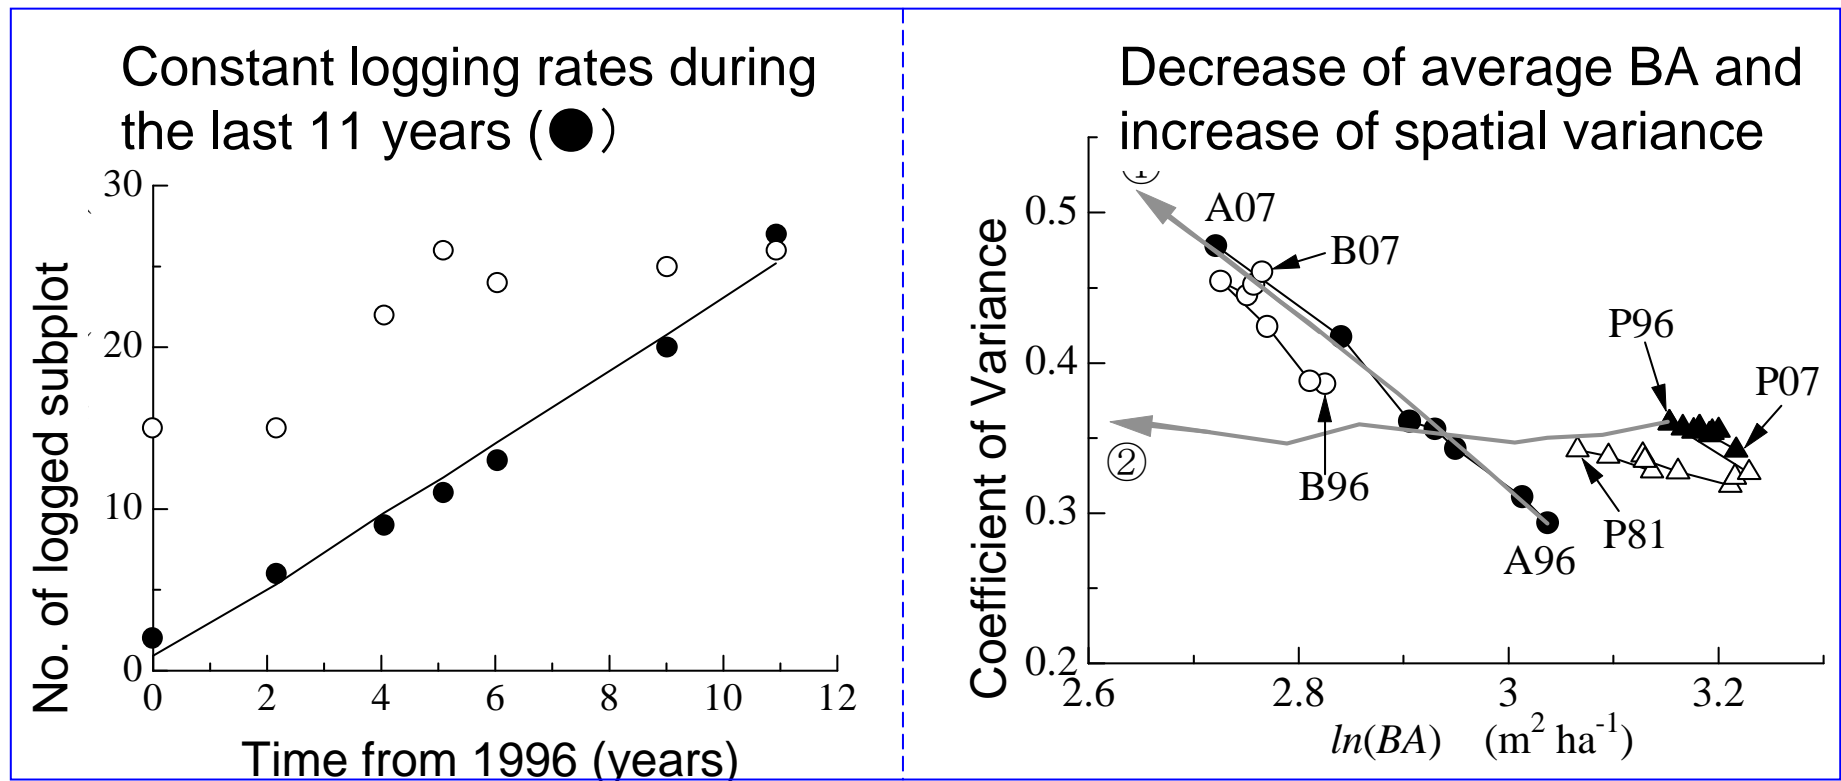 Constant logging rates during
the last 11 years (●)
30
20
10
0
0 2 4 6 8 10 12
No. of logged subplot
Time from 1996 (years)
Decrease of average BA and
increase of spatial variance
①
A07
0.5
B07
P96
0.4
P07
②
B96
0.3
P81
A96
0.2
2.6 2.8 3 3.2
Coefficient of Variance
ln(BA) (m² ha⁻¹)